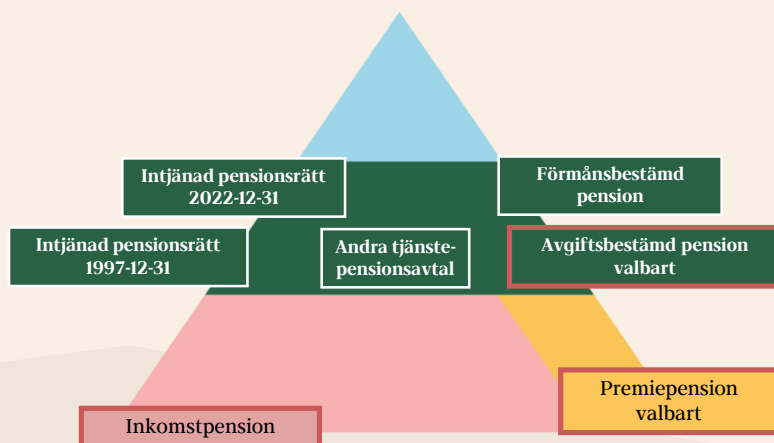 Intjänad pensionsrätt
2022-12-31
Förmånsbestämd
pension
Intjänad pensionsrätt
1997-12-31
Andra tjänste-
pensionsavtal
Avgiftsbestämd pension
valbart
Premiepension
valbart
Inkomstpension